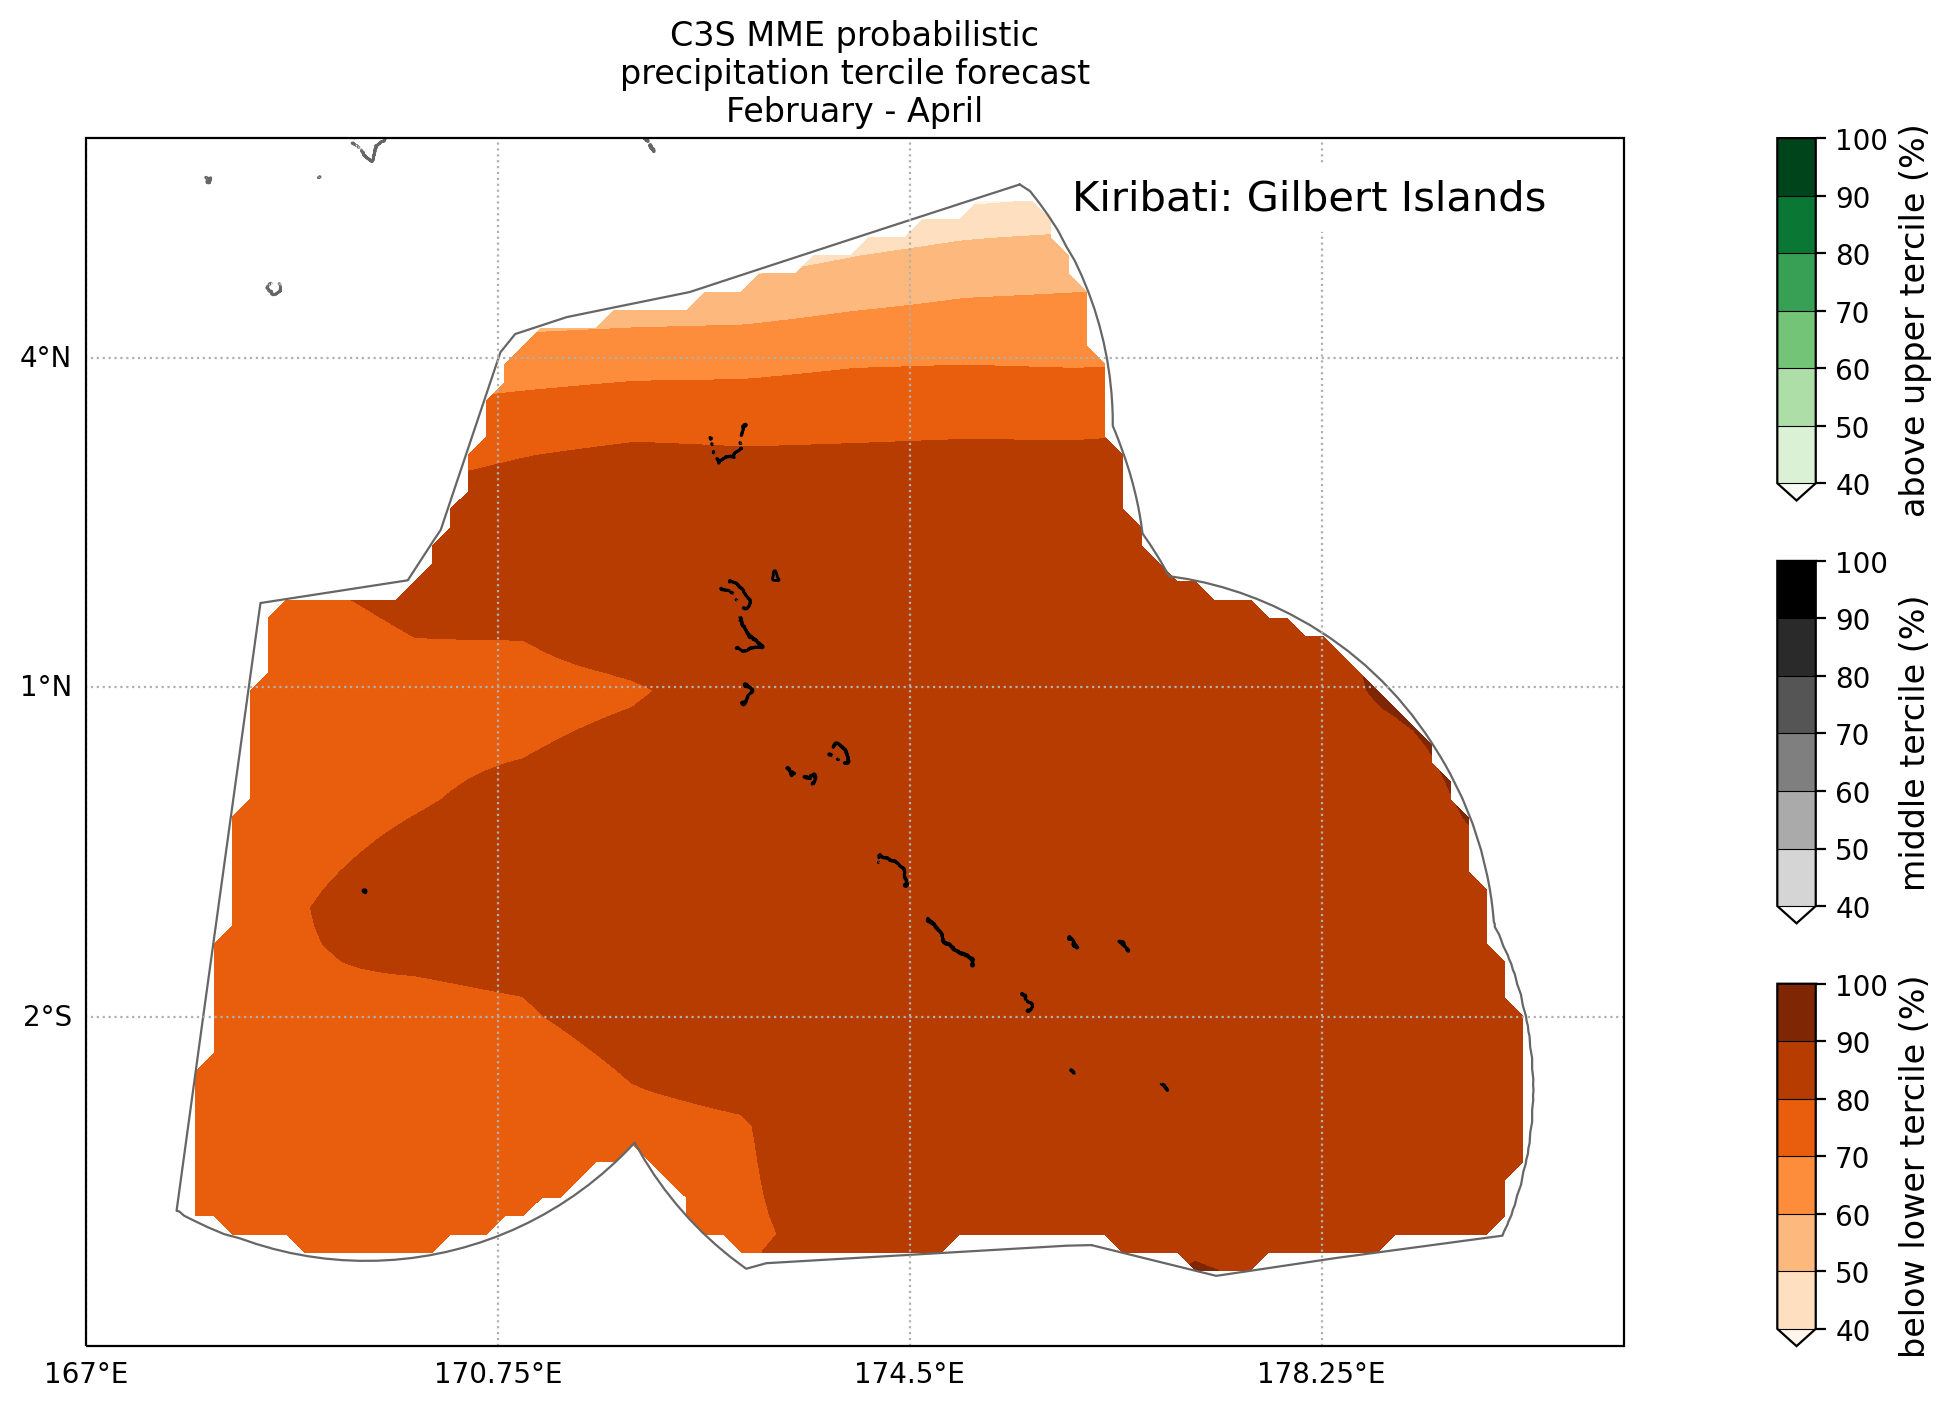 C3S MME probabilistic
precipitation tercile forecast
February - April
Kiribati: Gilbert Islands
4°N
1°N
2°S
167°E
170.75°E
174.5°E
178.25°E
100
90
80
70
60
50
40
above upper tercile (%)
100
90
80
70
60
50
40
middle tercile (%)
100
90
80
70
60
50
40
below lower tercile (%)